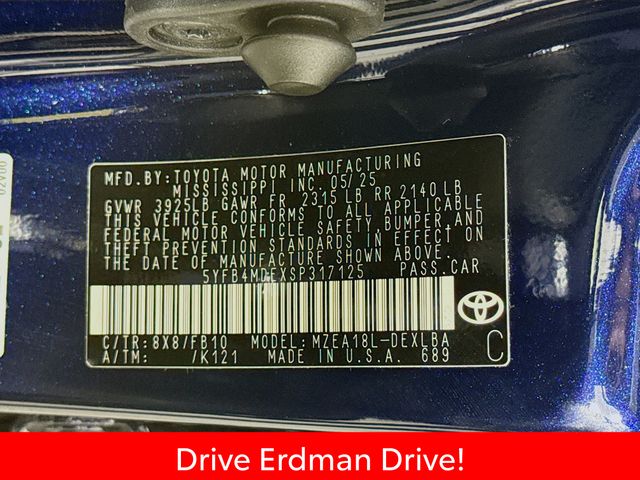 MFD.BY:TOYOTA MOTOR MANUFACTURING
MISSISSIPPI INC. 05/25
GVWR 3925LB GAWR FR 2315 LB RR 2140 LB
THIS VEHICLE CONFORMS TO ALL APPLICABLE
FEDERAL MOTOR VEHICLE SAFETY, BUMPER, AND
THEFT PREVENTION STANDARDS IN EFFECT ON
THE DATE OF MANUFACTURE SHOWN ABOVE.
5YFB4MDEXSP317125 PASS.CAR
C/TR:8X8/FB10 MODEL:MZEA18L-DEXLBA
A/TM: /K121 MADE IN U.S.A. 689
C
Drive Erdman Drive!